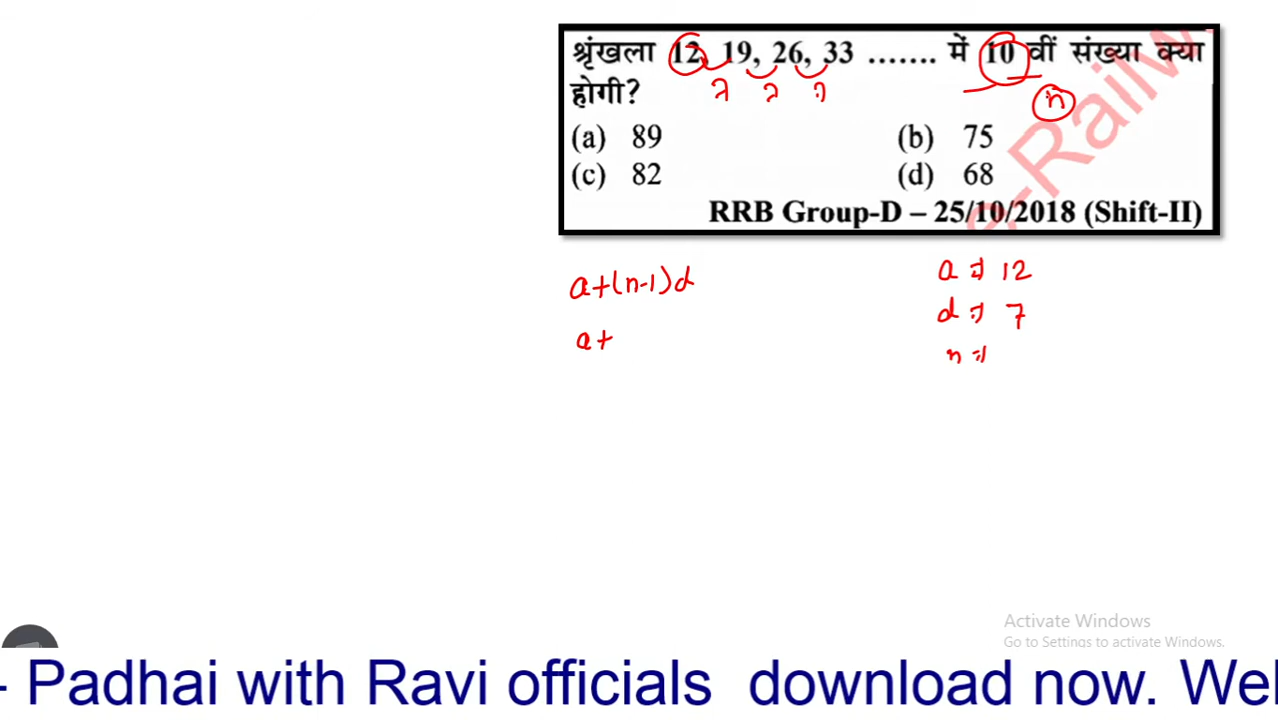 श्रृंखला 12, 19, 26, 33 ....... में 10 वीं संख्या क्या
7 7 7
होगी?
n
(a) 89 (b) 75
(c) 82 (d) 68
RRB Group-D – 25/10/2018 (Shift-II)
e-Railw
a+(n-1)d
a+
a = 12
d = 7
n =
Activate Windows
Go to Settings to activate Windows.
- Padhai with Ravi officials download now. Wel